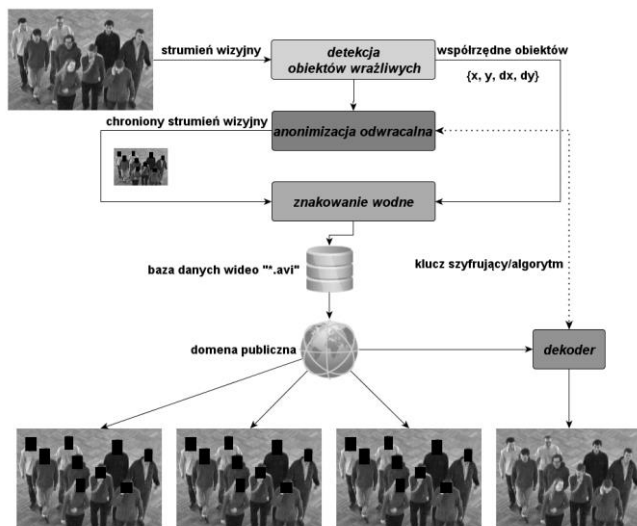 strumień wizyjny
detekcja
obiektów wrażliwych
współrzędne obiektów
{x, y, dx, dy}
chroniony strumień wizyjny
anonimizacja odwracalna
znakowanie wodne
baza danych wideo "*.avi"
klucz szyfrujący/algorytm
domena publiczna
dekoder